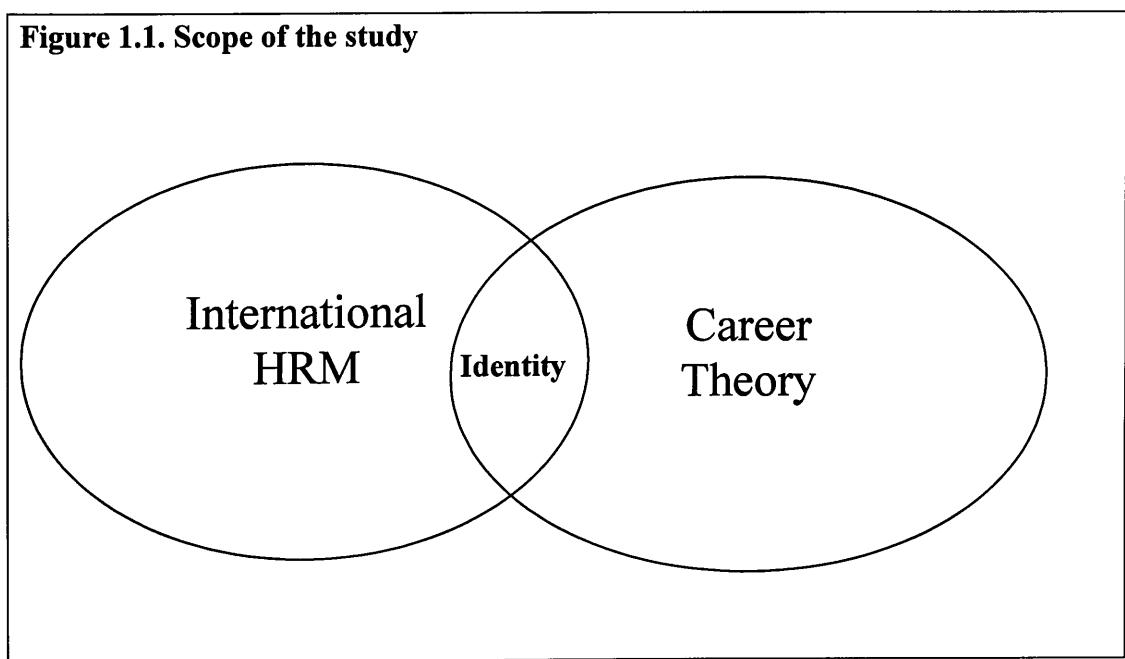 Figure 1.1. Scope of the study
International
HRM
Identity
Career
Theory